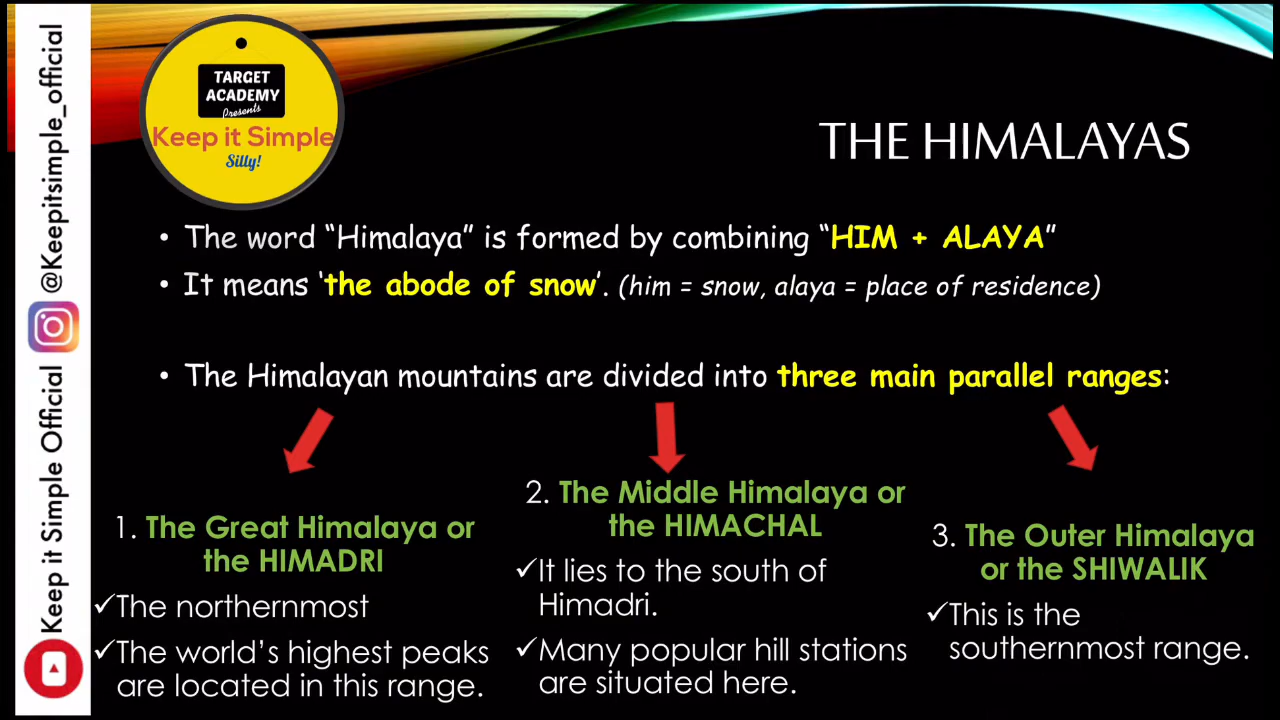 @Keepitsimple_official
Keep it Simple Official
TARGET
ACADEMY
Presents
Keep it Simple
Silly!
THE HIMALAYAS
• The word “Himalaya” is formed by combining “HIM + ALAYA”
• It means ‘the abode of snow’. (him = snow, alaya = place of residence)
• The Himalayan mountains are divided into three main parallel ranges:
1. The Great Himalaya or
the HIMADRI
✓The northernmost
✓The world’s highest peaks
are located in this range.
2. The Middle Himalaya or
the HIMACHAL
✓It lies to the south of
Himadri.
✓Many popular hill stations
are situated here.
3. The Outer Himalaya
or the SHIWALIK
✓This is the
southernmost range.